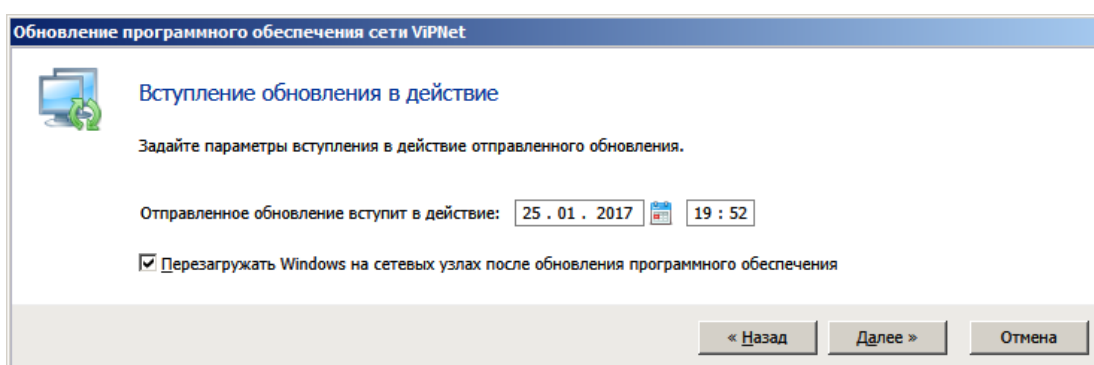 Обновление программного обеспечения сети ViPNet
Вступление обновления в действие
Задайте параметры вступления в действие отправленного обновления.
Отправленное обновление вступит в действие: 25 . 01 . 2017 19 : 52
Перезагружать Windows на сетевых узлах после обновления программного обеспечения
« Назад Далее » Отмена